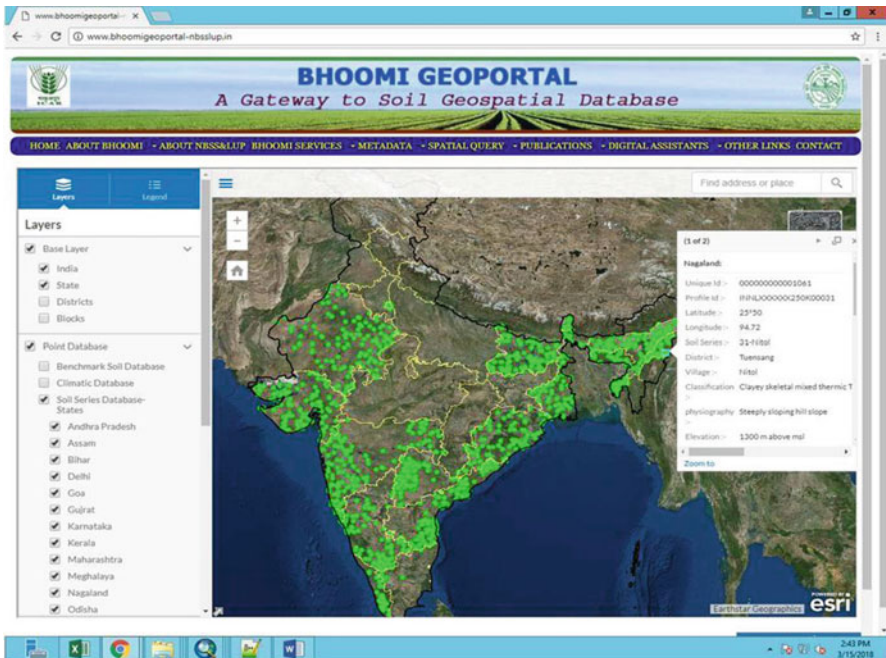 www.bhoomigeoportal-
www.bhoomigeoportal-nbsslup.in
ICAR
BHOOMI GEOPORTAL
A Gateway to Soil Geospatial Database
HOME ABOUT BHOOMI ABOUT NBSS&LUP BHOOMI SERVICES METADATA SPATIAL QUERY PUBLICATIONS DIGITAL ASSISTANTS OTHER LINKS CONTACT
Layers Legend
Find address or place
Layers
Base Layer
India
State
Districts
Blocks
Point Database
Benchmark Soil Database
Climatic Database
Soil Series Database-
States
Andhra Pradesh
Assam
Bihar
Delhi
Goa
Gujrat
Karnataka
Kerala
Maharashtra
Meghalaya
Nagaland
Odisha
(1 of 2)
Nagaland:
Unique Id :- 000000000001061
Profile Id :-
Latitude :- 25°50
Longitude :- 94.72
Soil Series :- 31-Nitol
District :- Tuensang
Village :- Nitol
Classification :- Clayey skeletal mixed thermic T
physiography :- Steeply sloping hill slope
Elevation :- 1300 m above msl
Zoom to
Earthstar Geographics
POWERED BY
esri
2:43 PM
3/15/2018